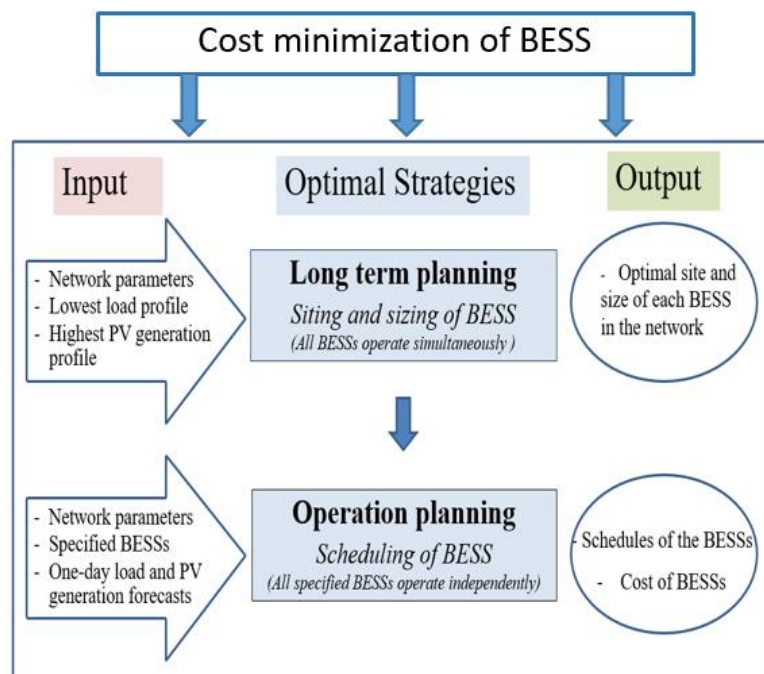 Cost minimization of BESS
Input
Optimal Strategies
Output
- Network parameters
- Lowest load profile
- Highest PV generation
profile
Long term planning
Siting and sizing of BESS
(All BESSs operate simultaneously )
- Optimal site and
size of each BESS
in the network
- Network parameters
- Specified BESSs
- One-day load and PV
generation forecasts
Operation planning
Scheduling of BESS
(All specified BESSs operate independently)
- Schedules of the BESSs
- Cost of BESSs